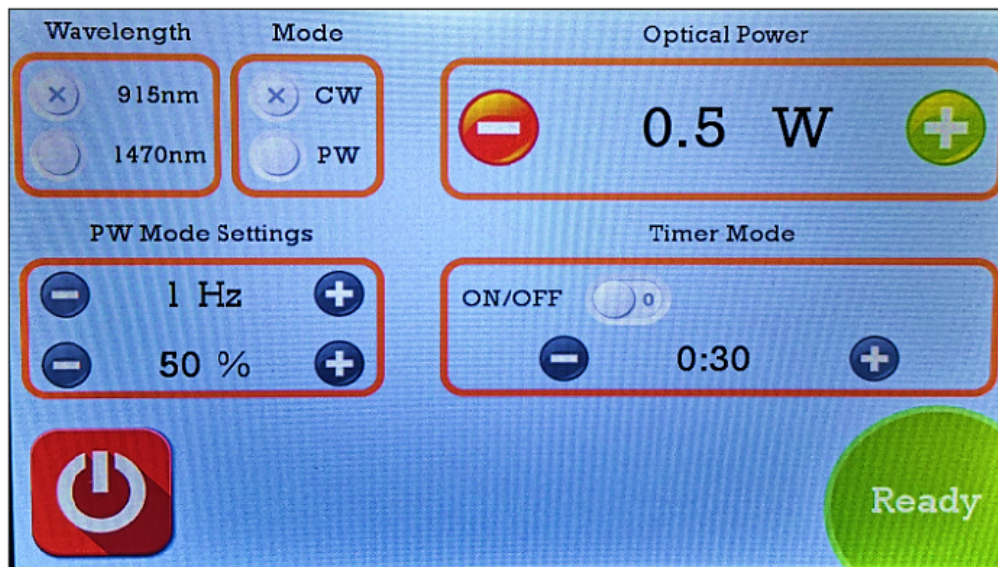 Wavelength
Mode
Optical Power
915nm
CW
1470nm
PW
0.5 W
PW Mode Settings
Timer Mode
1 Hz
ON/OFF
0
50 %
0:30
Ready